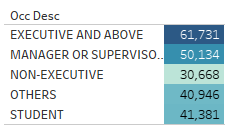 Occ Desc
EXECUTIVE AND ABOVE 61,731
MANAGER OR SUPERVISO.. 50,134
NON-EXECUTIVE 30,668
OTHERS 40,946
STUDENT 41,381